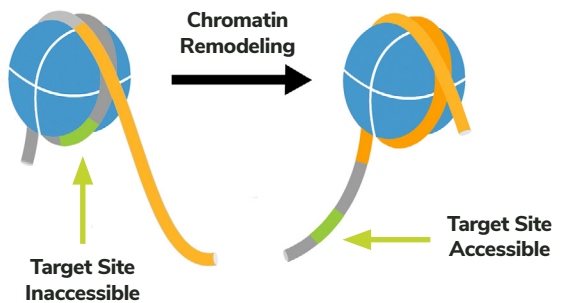 Chromatin
Remodeling
Target Site
Inaccessible
Target Site
Accessible